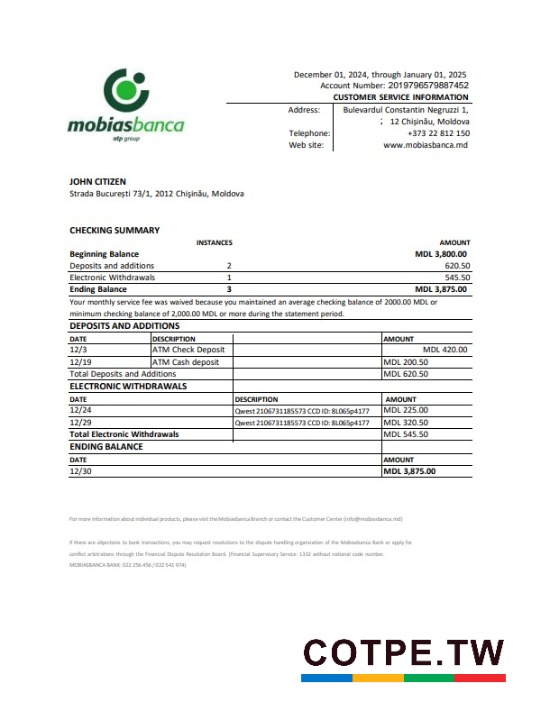 mobiasbanca
otp group
December 01, 2024, through January 01, 2025
Account Number: 2019796579887452
CUSTOMER SERVICE INFORMATION
Address: Bulevardul Constantin Negruzzi 1,
; 12 Chișinău, Moldova
Telephone: +373 22 812 150
Web site: www.mobiasbanca.md
JOHN CITIZEN
Strada București 73/1, 2012 Chișinău, Moldova
CHECKING SUMMARY
INSTANCES AMOUNT
Beginning Balance MDL 3,800.00
Deposits and additions 2 620.50
Electronic Withdrawals 1 545.50
Ending Balance 3 MDL 3,875.00
Your monthly service fee was waived because you maintained an average checking balance of 2000.00 MDL or
minimum checking balance of 2,000.00 MDL or more during the statement period.
DEPOSITS AND ADDITIONS
DATE DESCRIPTION AMOUNT
12/3 ATM Check Deposit MDL 420.00
12/19 ATM Cash deposit MDL 200.50
Total Deposits and Additions MDL 620.50
ELECTRONIC WITHDRAWALS
DATE DESCRIPTION AMOUNT
12/24 Qwest 2106731185573 CCD ID: 8L065p4177 MDL 225.00
12/29 Qwest 2106731185573 CCD ID: 8L065p4177 MDL 320.50
Total Electronic Withdrawals MDL 545.50
ENDING BALANCE
DATE AMOUNT
12/30 MDL 3,875.00
For more information about individual products, please visit the Mobiasbanca Branch or contact the Customer Center (info@mobiasbanca.md)
If there are objections to bank transactions, you may request resolutions to the dispute handling organization of the Mobiasbanca Bank or apply for
conflict arbitrations through the Financial Dispute Resolution Board. (Financial Supervisory Service: 1332 without national code number.
MOBIASBANCA BANK: 022 256 456 / 022 541 974)
COTPE.TW